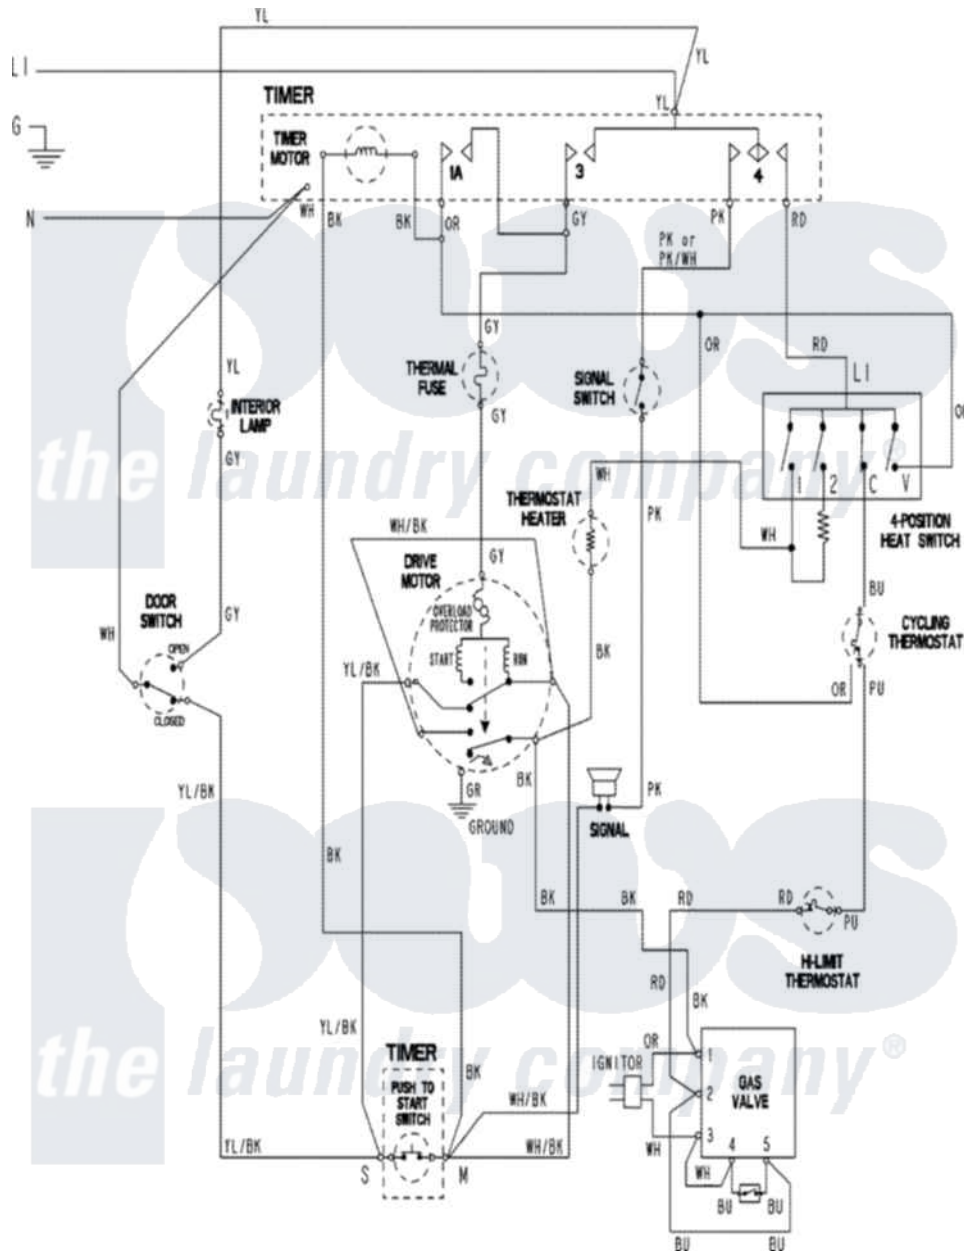 YL
YL
L1
YL
TIMER
G
TIMER
MOTOR
1A
3
4
N
WH
BK
BK
OR
GY
PK
RD
PK or
PK/WH
GY
OR
RD
L1
YL
THERMAL
FUSE
SIGNAL
SWITCH
INTERIOR
LAMP
GY
OR
GY
the laundry company®
WH
1
2
C
V
THERMOSTAT
HEATER
PK
4-POSITION
HEAT SWITCH
WH/BK
WH
GY
DRIVE
MOTOR
BU
DOOR
SWITCH
GY
OVERLOAD
PROTECTOR
CYCLING
THERMOSTAT
WH
OPEN
START
RUN
BK
YL/BK
OR
PU
CLOSED
YL/BK
BK
GR
PK
GROUND
SIGNAL
BK
BK
BK
RD
RD
PU
HI-LIMIT
THERMOSTAT
RD
BK
YL/BK
OR
1
the laundry company®
TIMER
IGNITOR
GAS
VALVE
2
BK
PUSH TO
START
SWITCH
WH/BK
3
YL/BK
WH/BK
WH
4
5
S
M
WH
BU
BU
BU
BU